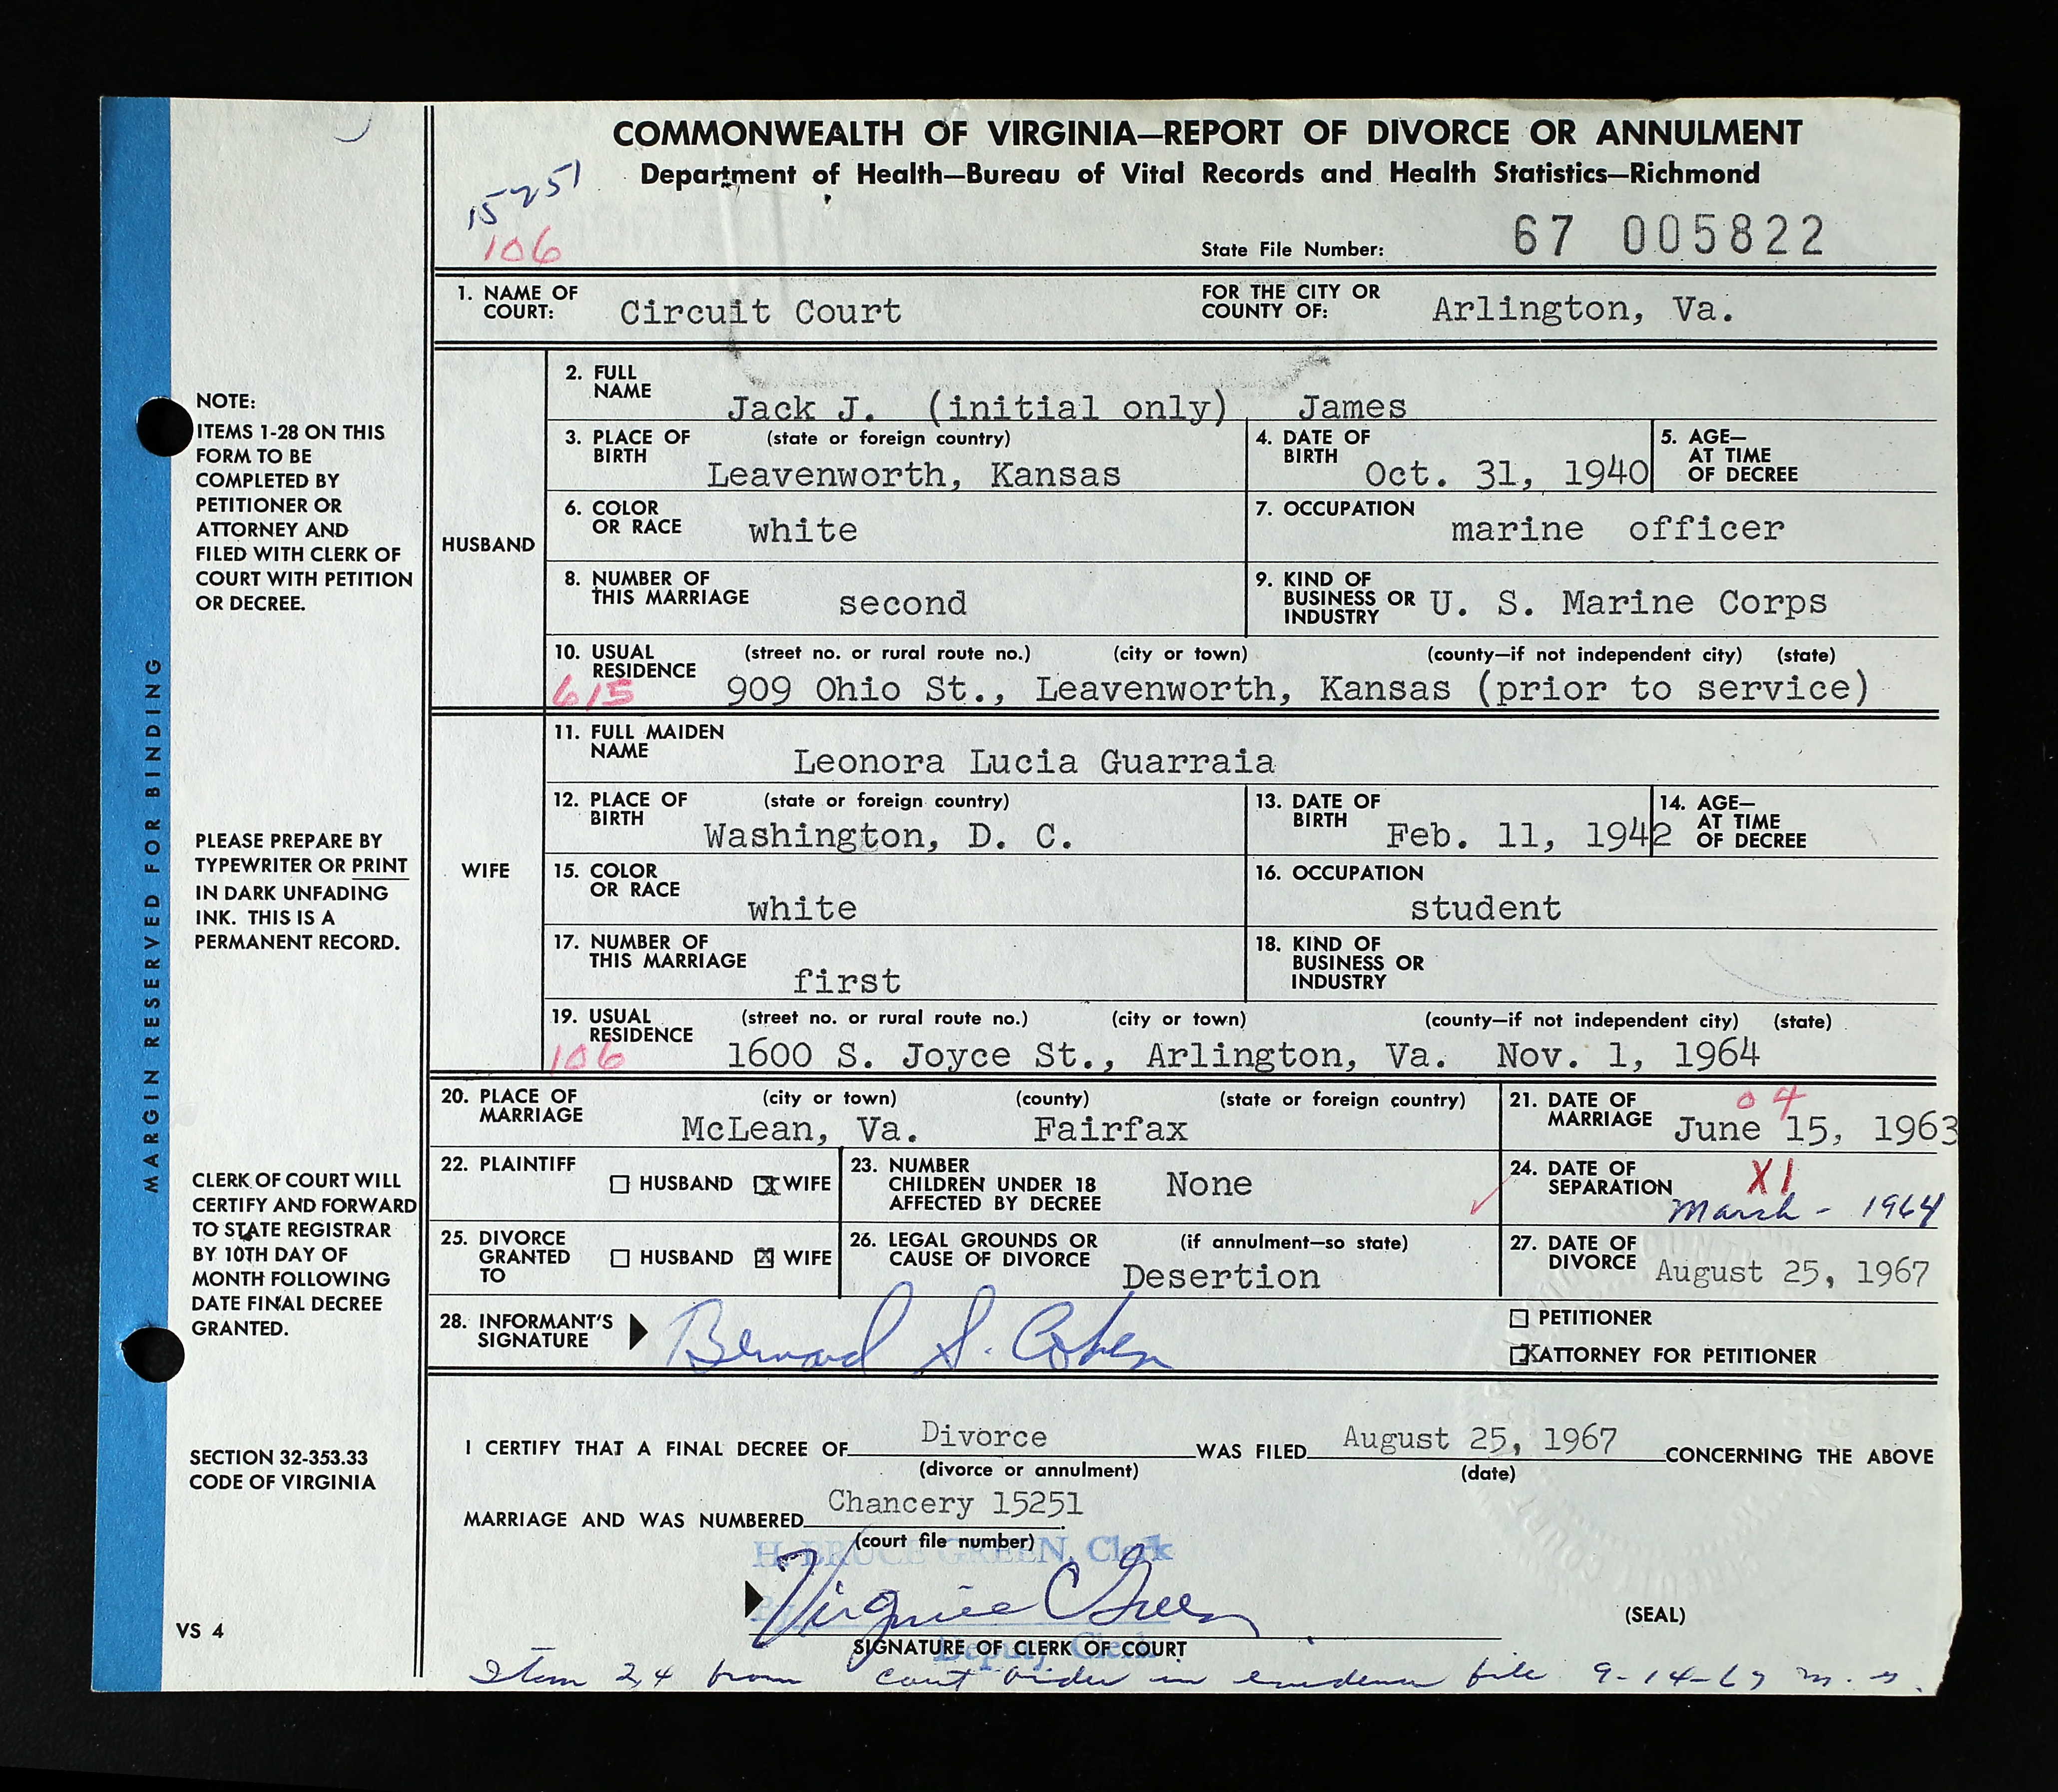 COMMONWEALTH OF VIRGINIA—REPORT OF DIVORCE OR ANNULMENT
Department of Health—Bureau of Vital Records and Health Statistics—Richmond
15251
106
State File Number: 67 005822
1. NAME OF COURT: Circuit Court FOR THE CITY OR COUNTY OF: Arlington, Va.
HUSBAND
2. FULL NAME Jack J. (initial only) James
3. PLACE OF BIRTH (state or foreign country) Leavenworth, Kansas
4. DATE OF BIRTH Oct. 31, 1940
5. AGE—AT TIME OF DECREE
6. COLOR OR RACE white
7. OCCUPATION marine officer
8. NUMBER OF THIS MARRIAGE second
9. KIND OF BUSINESS OR INDUSTRY U. S. Marine Corps
10. USUAL RESIDENCE (street no. or rural route no.) (city or town) (county—if not independent city) (state)
615 909 Ohio St., Leavenworth, Kansas (prior to service)
WIFE
11. FULL MAIDEN NAME Leonora Lucia Guarraia
12. PLACE OF BIRTH (state or foreign country) Washington, D. C.
13. DATE OF BIRTH Feb. 11, 1942
14. AGE—AT TIME OF DECREE
15. COLOR OR RACE white
16. OCCUPATION student
17. NUMBER OF THIS MARRIAGE first
18. KIND OF BUSINESS OR INDUSTRY
19. USUAL RESIDENCE (street no. or rural route no.) (city or town) (county—if not independent city) (state)
106 1600 S. Joyce St., Arlington, Va. Nov. 1, 1964
20. PLACE OF MARRIAGE (city or town) (county) (state or foreign country)
McLean, Va. Fairfax
21. DATE OF MARRIAGE 04 June 15, 1963
22. PLAINTIFF ☐ HUSBAND ☒ WIFE
23. NUMBER CHILDREN UNDER 18 AFFECTED BY DECREE None
24. DATE OF SEPARATION XI March - 1964
25. DIVORCE GRANTED TO ☐ HUSBAND ☒ WIFE
26. LEGAL GROUNDS OR CAUSE OF DIVORCE (if annulment—so state) Desertion
27. DATE OF DIVORCE August 25, 1967
28. INFORMANT'S SIGNATURE Bernard S. Cohen
☐ PETITIONER
☒ ATTORNEY FOR PETITIONER
I CERTIFY THAT A FINAL DECREE OF Divorce WAS FILED August 25, 1967 CONCERNING THE ABOVE
(divorce or annulment) (date)
MARRIAGE AND WAS NUMBERED Chancery 15251.
(court file number)
H. BRUCE GREEN, Clerk
By Virginia C Green
SIGNATURE OF CLERK OF COURT
Deputy Clerk
(SEAL)
Item 24 from court order in evidence file 9-14-67 m. s.
MARGIN RESERVED FOR BINDING
NOTE:
ITEMS 1-28 ON THIS
FORM TO BE
COMPLETED BY
PETITIONER OR
ATTORNEY AND
FILED WITH CLERK OF
COURT WITH PETITION
OR DECREE.
PLEASE PREPARE BY
TYPEWRITER OR PRINT
IN DARK UNFADING
INK. THIS IS A
PERMANENT RECORD.
CLERK OF COURT WILL
CERTIFY AND FORWARD
TO STATE REGISTRAR
BY 10TH DAY OF
MONTH FOLLOWING
DATE FINAL DECREE
GRANTED.
SECTION 32-353.33
CODE OF VIRGINIA
VS 4